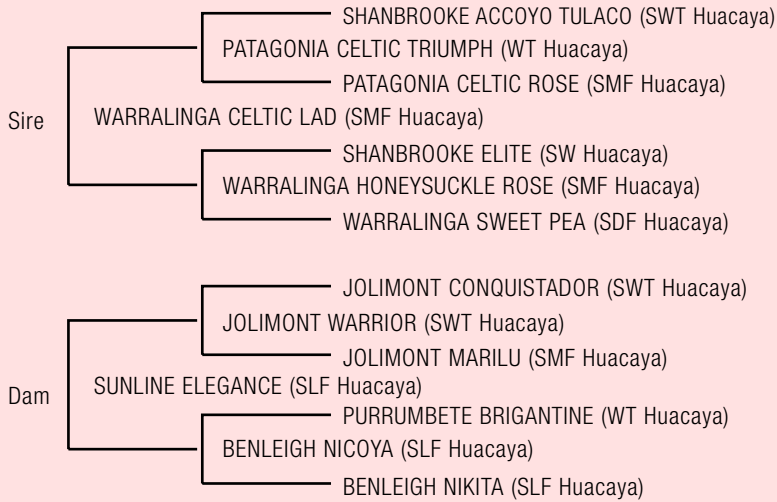 SHANBROOKE ACCOYO TULACO (SWT Huacaya)
PATAGONIA CELTIC TRIUMPH (WT Huacaya)
PATAGONIA CELTIC ROSE (SMF Huacaya)
Sire
WARRALINGA CELTIC LAD (SMF Huacaya)
SHANBROOKE ELITE (SW Huacaya)
WARRALINGA HONEYSUCKLE ROSE (SMF Huacaya)
WARRALINGA SWEET PEA (SDF Huacaya)
JOLIMONT CONQUISTADOR (SWT Huacaya)
JOLIMONT WARRIOR (SWT Huacaya)
JOLIMONT MARILU (SMF Huacaya)
Dam
SUNLINE ELEGANCE (SLF Huacaya)
PURRUMBETE BRIGANTINE (WT Huacaya)
BENLEIGH NICOYA (SLF Huacaya)
BENLEIGH NIKITA (SLF Huacaya)